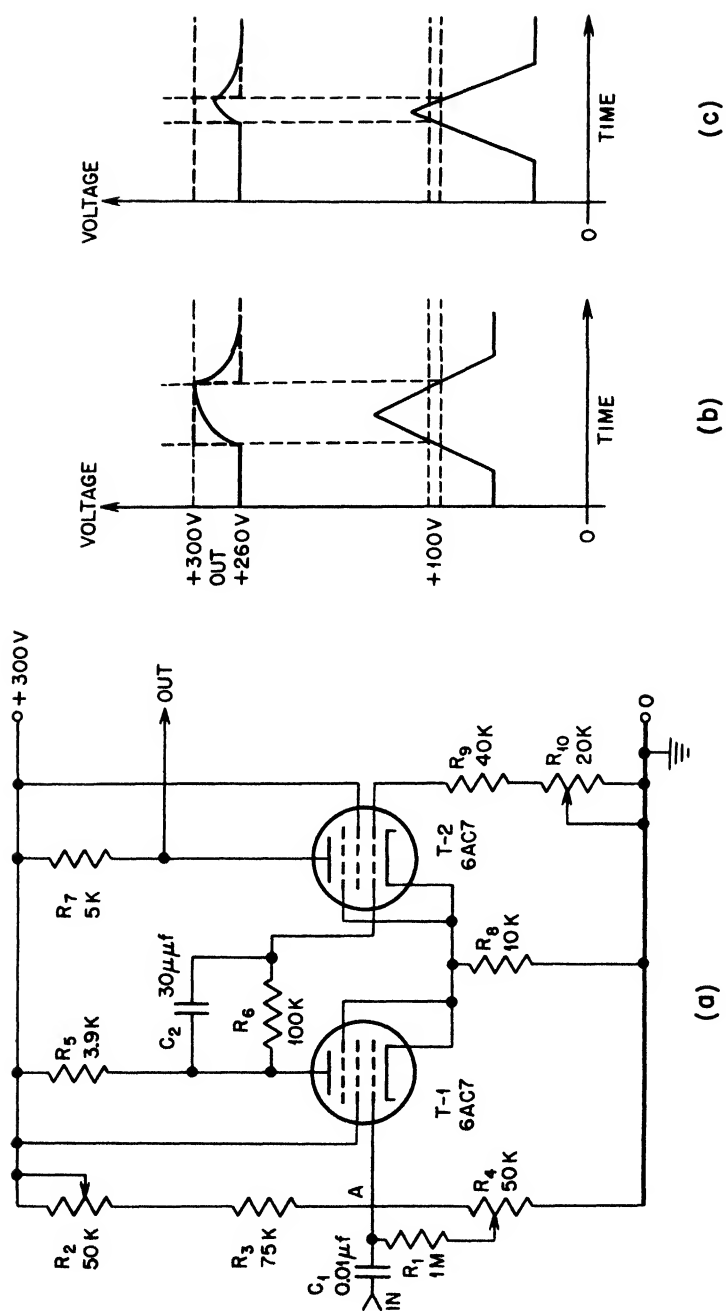 +300V
R₂
50K
R₃
75K
A
C₁
0.01µf
IN
R₁
1M
R₄
50K
R₅
3.9K
C₂
30µµf
R₆
100K
T-1
6AC7
R₇
5K
OUT
T-2
6AC7
R₈
10K
R₉
40K
R₁₀
20K
0
(a)
VOLTAGE
+300V
OUT
+260V
+100V
0
TIME
(b)
VOLTAGE
0
TIME
(c)